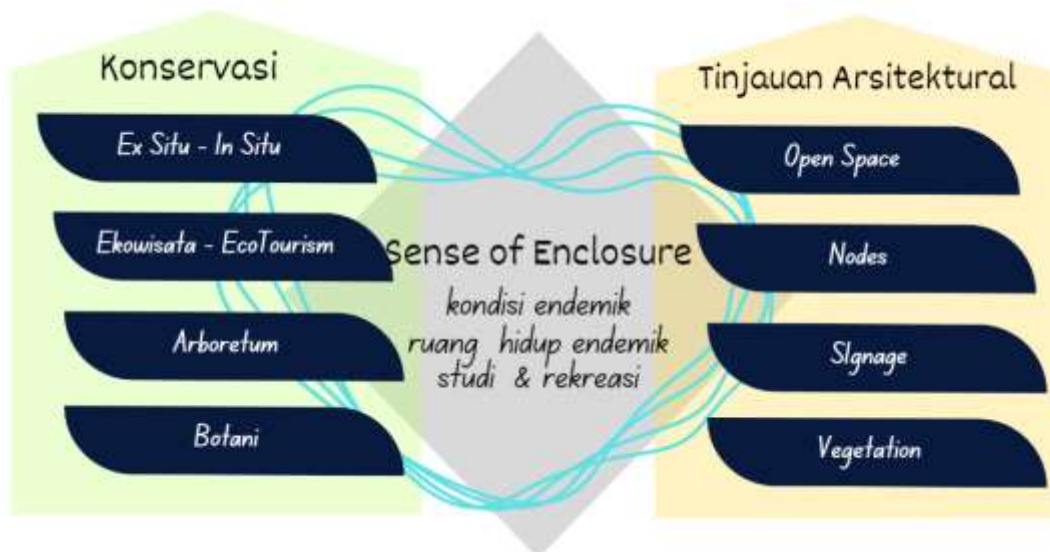 Konservasi
Ex Situ - In Situ
Ekowisata - EcoTourism
Arboretum
Botani
Sense of Enclosure
kondisi endemik
ruang hidup endemik
studi & rekreasi
Tinjauan Arsitektural
Open Space
Nodes
SIgnage
Vegetation